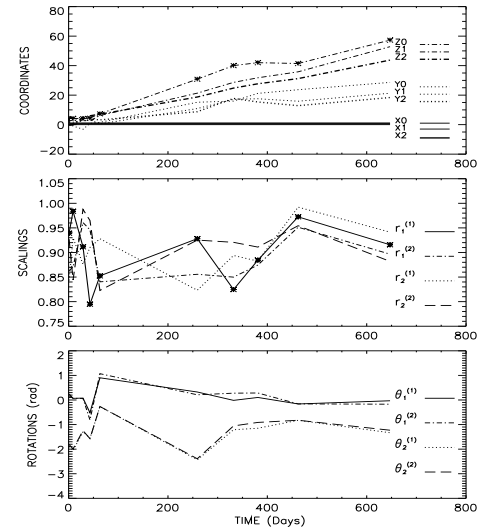 80
60
40
20
0
-20
COORDINATES
Z0
Z1
Z2
Y0
Y1
Y2
X0
X1
X2
0 200 400 600 800
1.05
1.00
0.95
0.90
0.85
0.80
0.75
SCALINGS
r₁⁽¹⁾
r₁⁽²⁾
r₂⁽¹⁾
r₂⁽²⁾
0 200 400 600 800
2
1
0
-1
-2
-3
-4
ROTATIONS (rad)
θ₁⁽¹⁾
θ₁⁽²⁾
θ₂⁽¹⁾
θ₂⁽²⁾
0 200 400 600 800
TIME (Days)